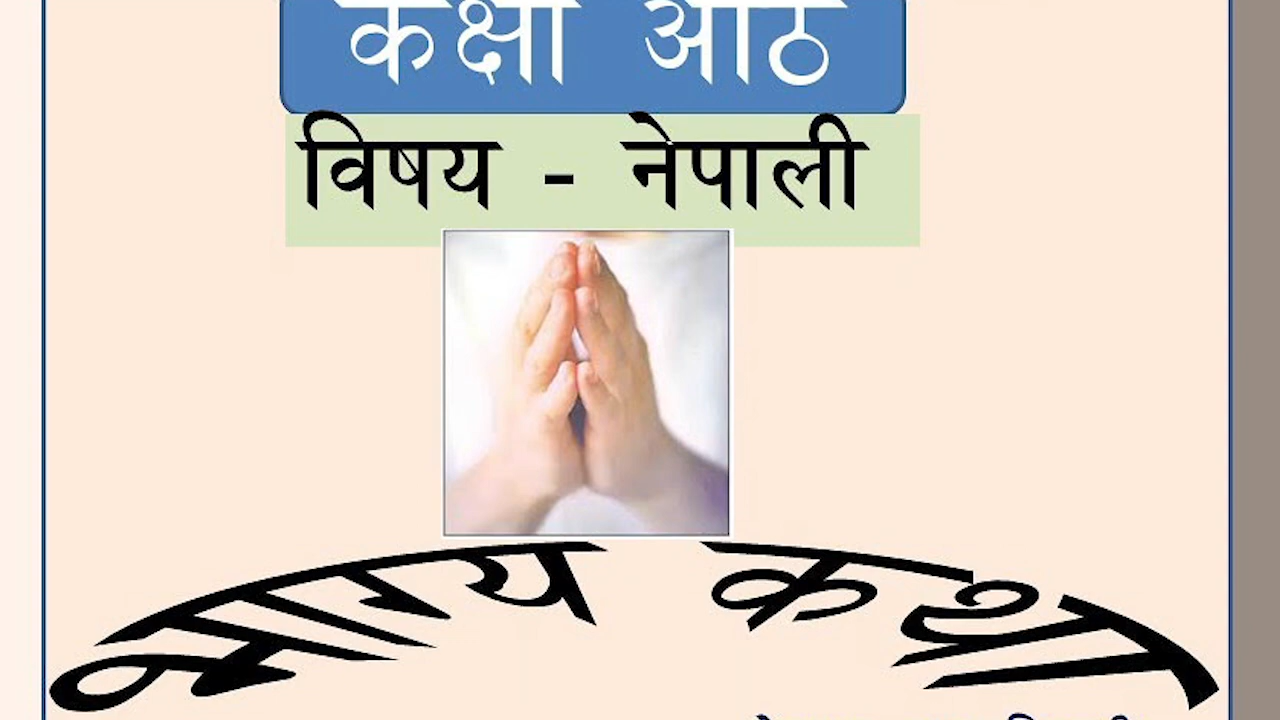 कक्षा आठ
विषय - नेपाली
भाग्य कथा